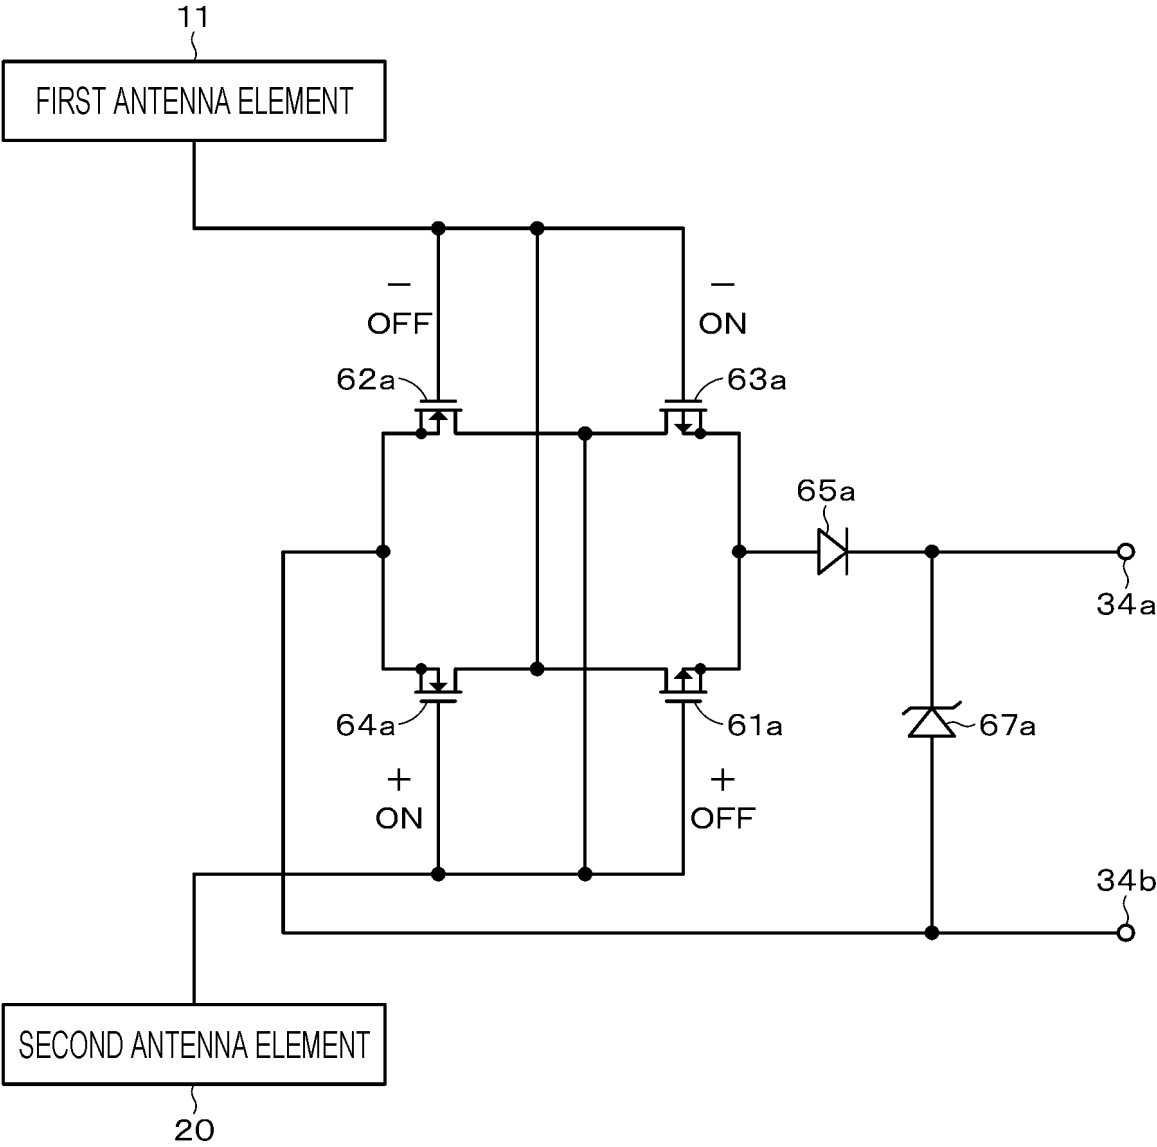 11
FIRST ANTENNA ELEMENT
− −
OFF ON
62a 63a
65a
34a
64a 61a 67a
+ +
ON OFF
34b
SECOND ANTENNA ELEMENT
20